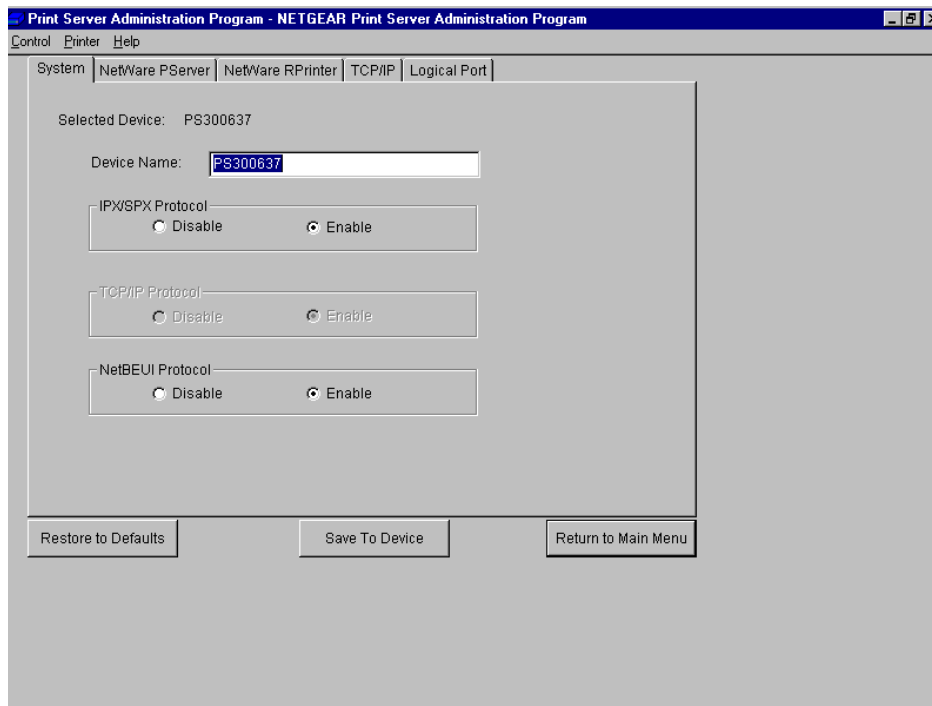 Print Server Administration Program - NETGEAR Print Server Administration Program
Control Printer Help
System NetWare PServer NetWare RPrinter TCP/IP Logical Port
Selected Device: PS300637
Device Name: PS300637
IPX/SPX Protocol
Disable Enable
TCP/IP Protocol
Disable Enable
NetBEUI Protocol
Disable Enable
Restore to Defaults Save To Device Return to Main Menu